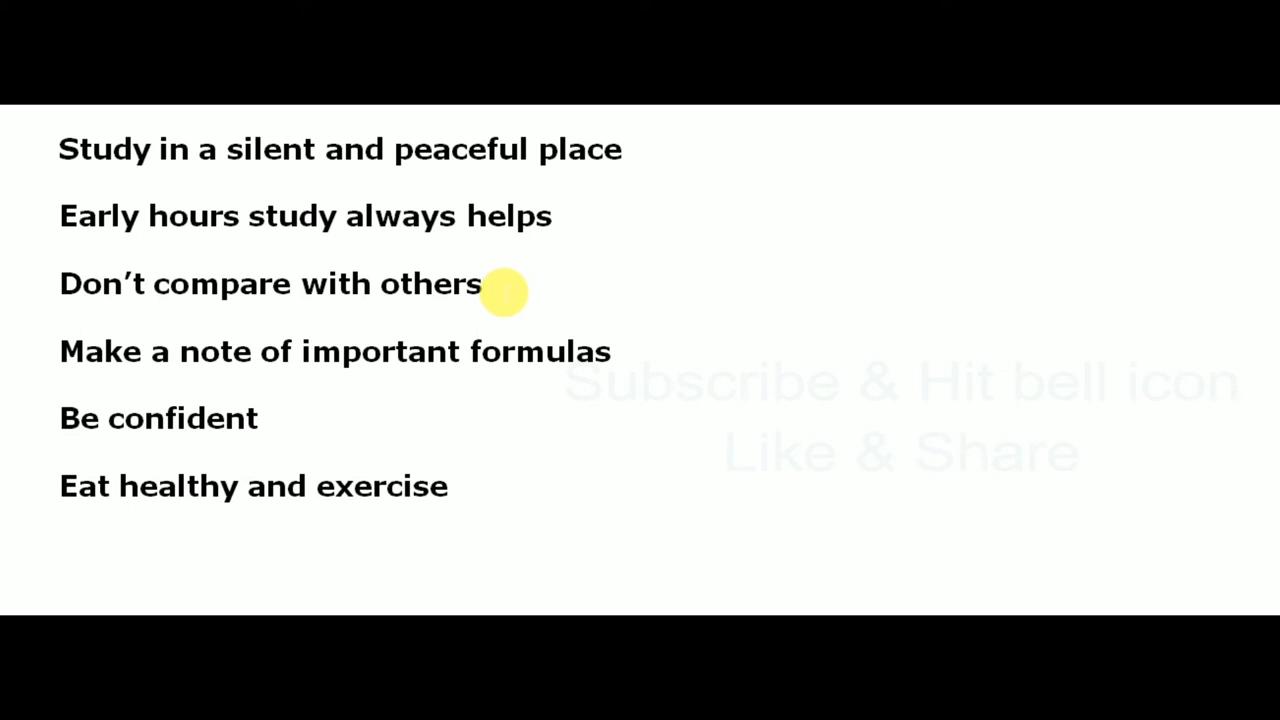 Study in a silent and peaceful place
Early hours study always helps
Don’t compare with others
Make a note of important formulas
Be confident
Eat healthy and exercise
Subscribe & Hit bell icon
Like & Share